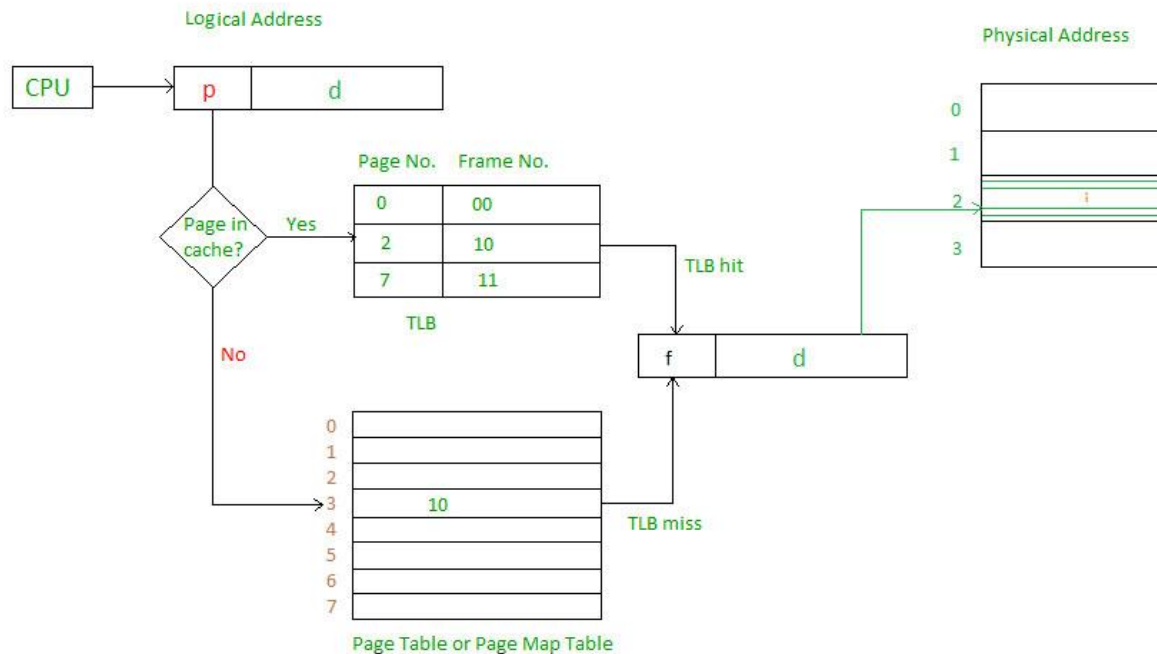 Logical Address
Physical Address
CPU
p d
0
1
2 i
3
Page No. Frame No.
0 00
2 10
7 11
TLB
Page in
cache?
Yes
TLB hit
No
f d
0
1
2
3 10
4
5
6
7
TLB miss
Page Table or Page Map Table